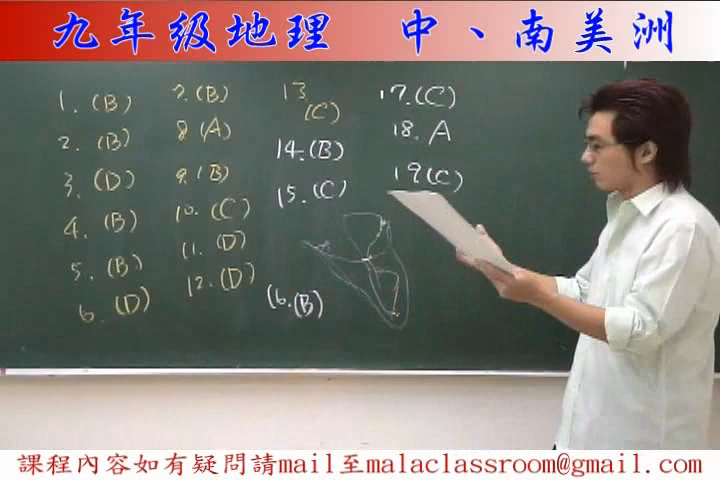 九年級地理 中、南美洲
1. (B)
2. (B)
3. (D)
4. (B)
5. (B)
6. (D)
7. (B)
8. (A)
9. (B)
10. (C)
11. (D)
12. (D)
13
(C)
14. (B)
15. (C)
16. (B)
17. (C)
18. A
19 (C)
課程內容如有疑問請mail至malaclassroom@gmail.com